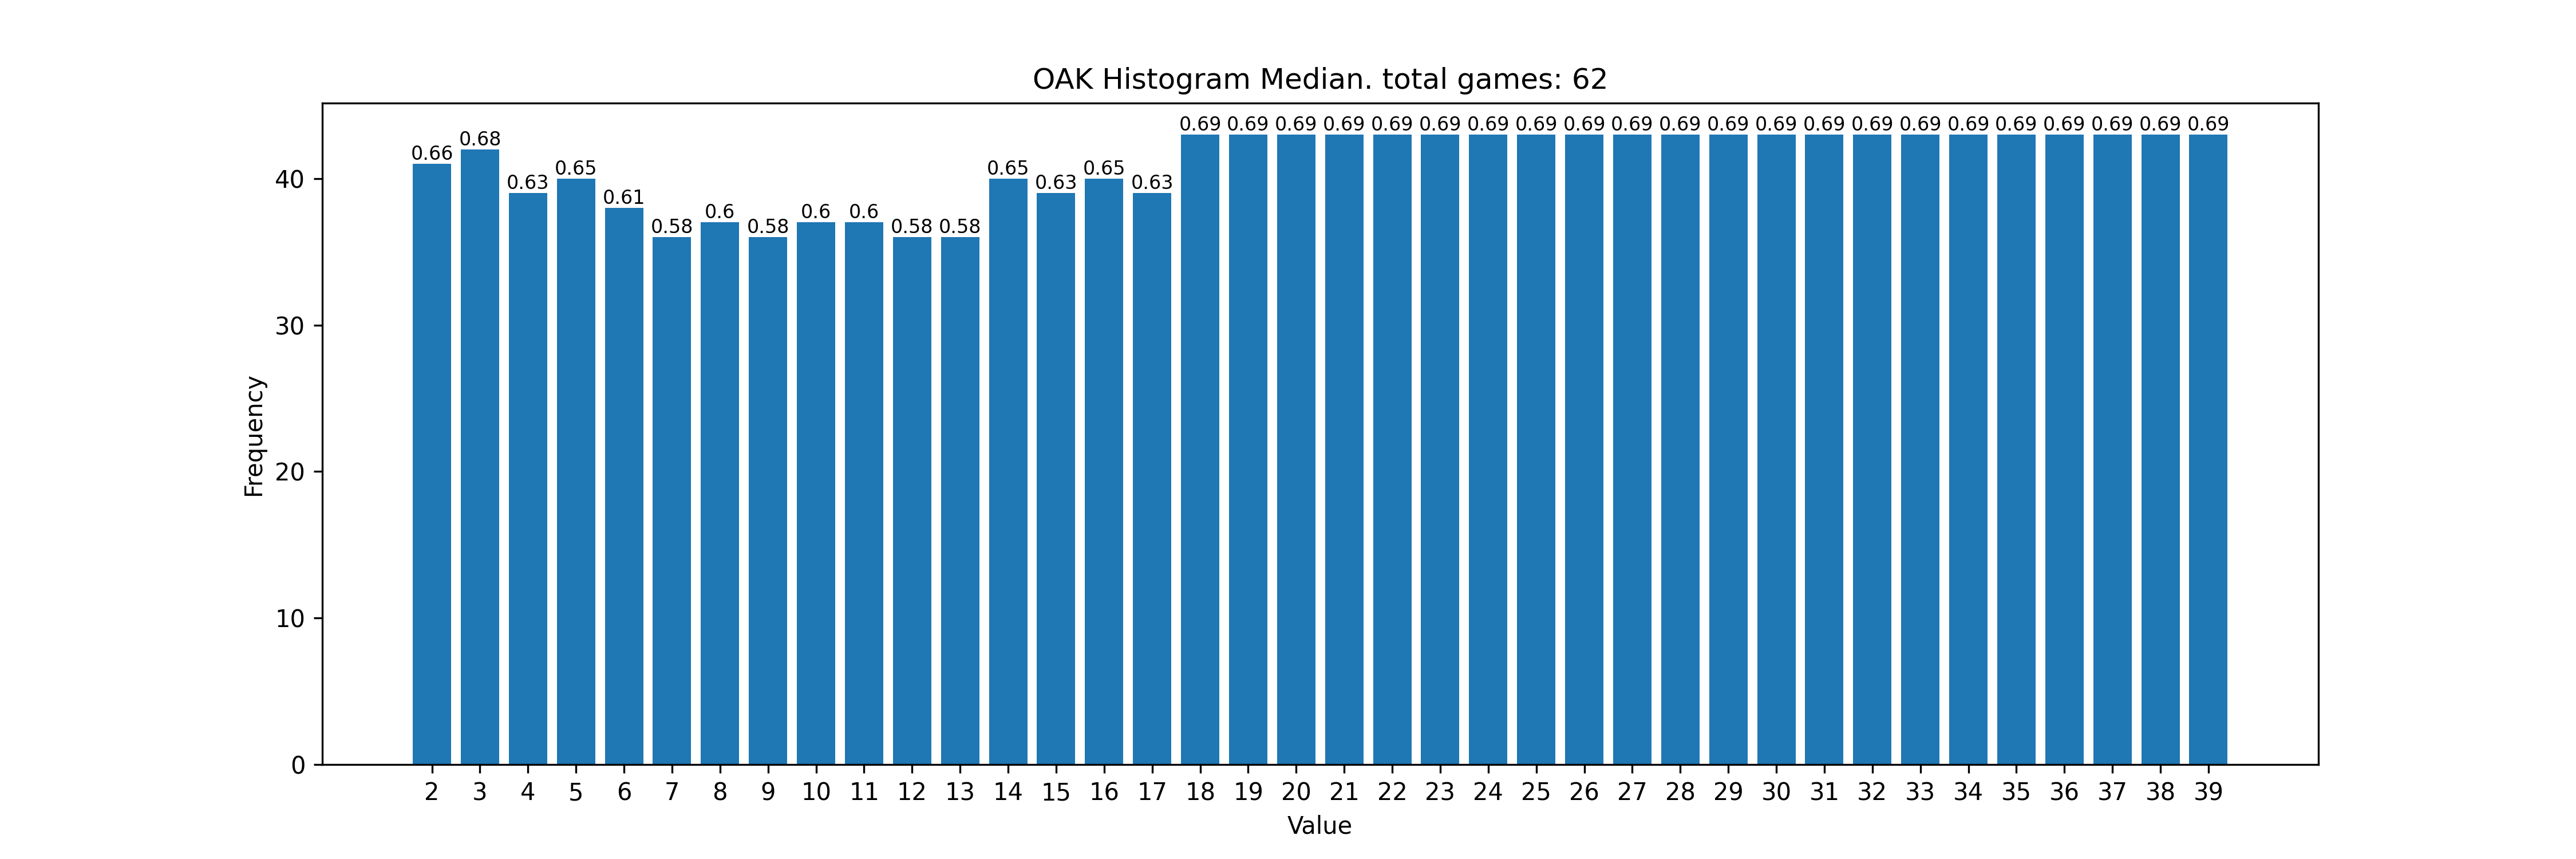 OAK Histogram Median. total games: 62
0.66 0.68 0.63 0.65 0.61 0.58 0.6 0.58 0.6 0.6 0.58 0.58 0.65 0.63 0.65 0.63 0.69 0.69 0.69 0.69 0.69 0.69 0.69 0.69 0.69 0.69 0.69 0.69 0.69 0.69 0.69 0.69 0.69 0.69 0.69 0.69 0.69 0.69
40
30
20
10
0
Frequency
2 3 4 5 6 7 8 9 10 11 12 13 14 15 16 17 18 19 20 21 22 23 24 25 26 27 28 29 30 31 32 33 34 35 36 37 38 39
Value